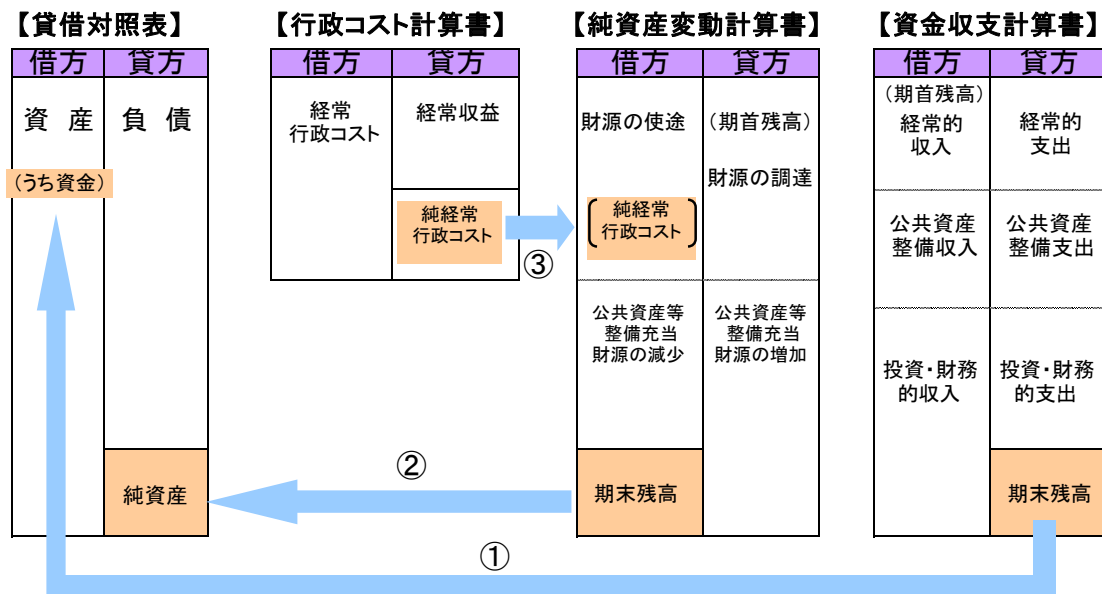 【貸借対照表】
借方 貸方
資 産
負 債
(うち資金)
純資産
【行政コスト計算書】
借方 貸方
経常
行政コスト
経常収益
純経常
行政コスト
③
【純資産変動計算書】
借方 貸方
財源の使途
(期首残高)
財源の調達
純経常
行政コスト
公共資産等
整備充当
財源の減少
公共資産等
整備充当
財源の増加
期末残高
②
【資金収支計算書】
借方 貸方
(期首残高)
経常的
収入
経常的
支出
公共資産
整備収入
公共資産
整備支出
投資・財務
的収入
投資・財務
的支出
期末残高
①